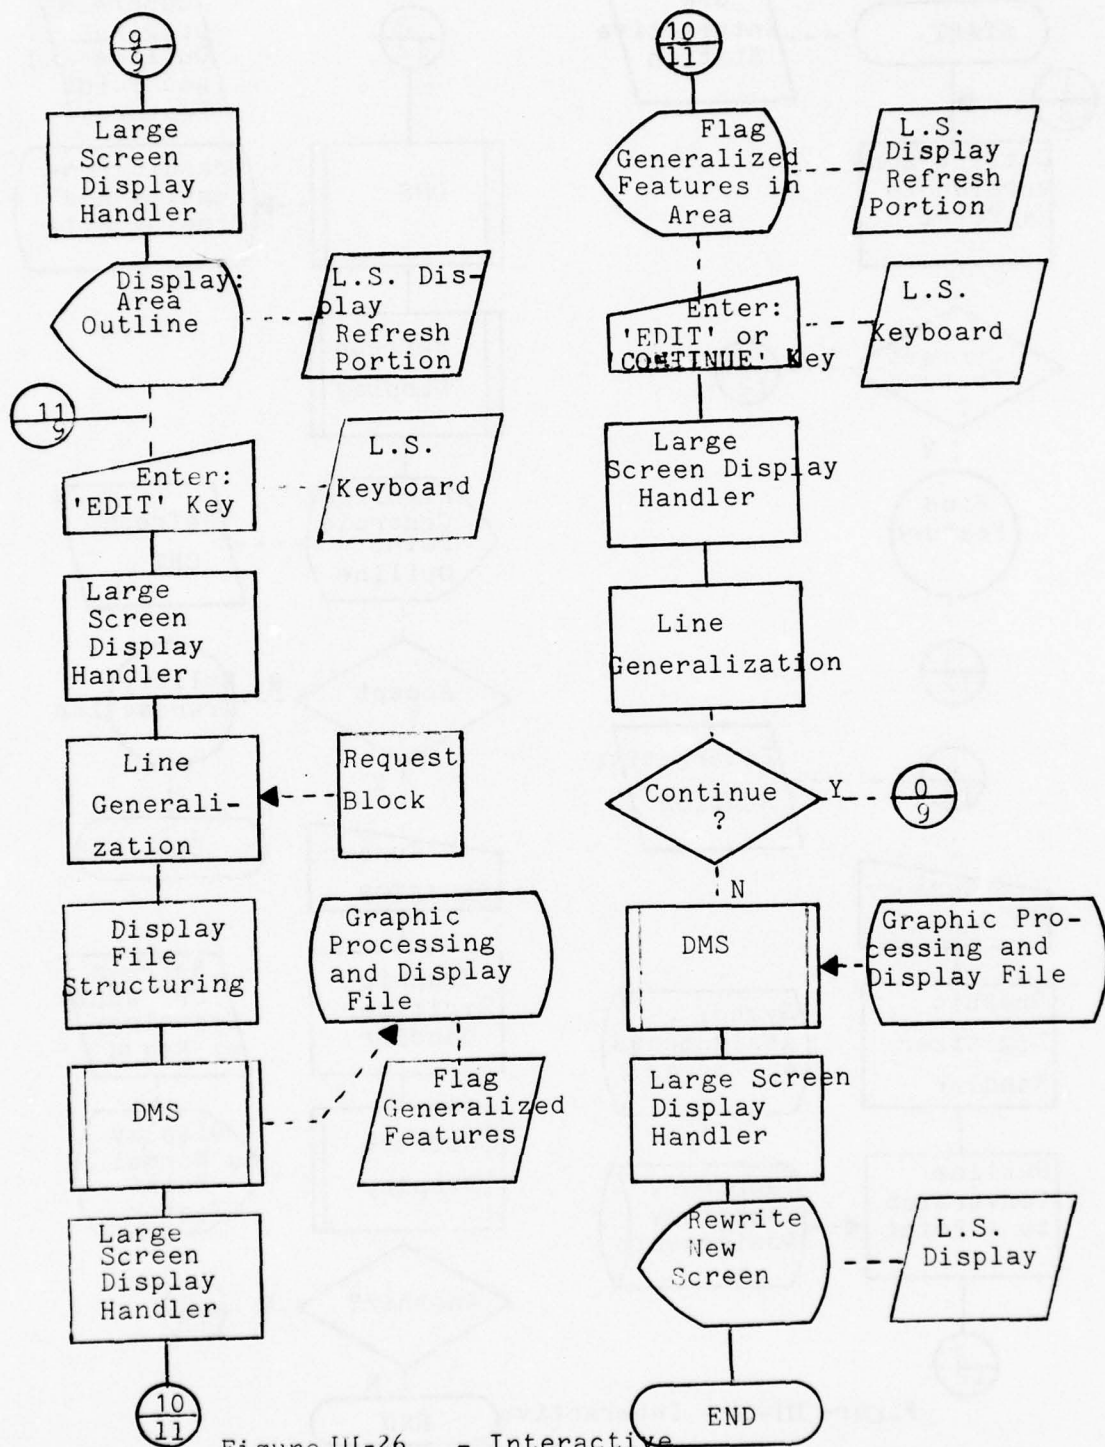 9
9
Large
Screen
Display
Handler
Display:
Area
Outline
L.S. Dis-
play
Refresh
Portion
11
9
Enter:
'EDIT' Key
L.S.
Keyboard
Large
Screen
Display
Handler
Line
Generali-
zation
Request
Block
Display
File
Structuring
Graphic
Processing
and Display
File
DMS
Flag
Generalized
Features
Large
Screen
Display
Handler
10
11
10
11
Flag
Generalized
Features in
Area
L.S.
Display
Refresh
Portion
Enter:
'EDIT' or
'CONTINUE' Key
L.S.
Keyboard
Large
Screen Display
Handler
Line
Generalization
Continue
?
Y
0
9
N
DMS
Graphic Pro-
cessing and
Display File
Large Screen
Display
Handler
Rewrite
New
Screen
L.S.
Display
END
Figure UI-26 - Interactive